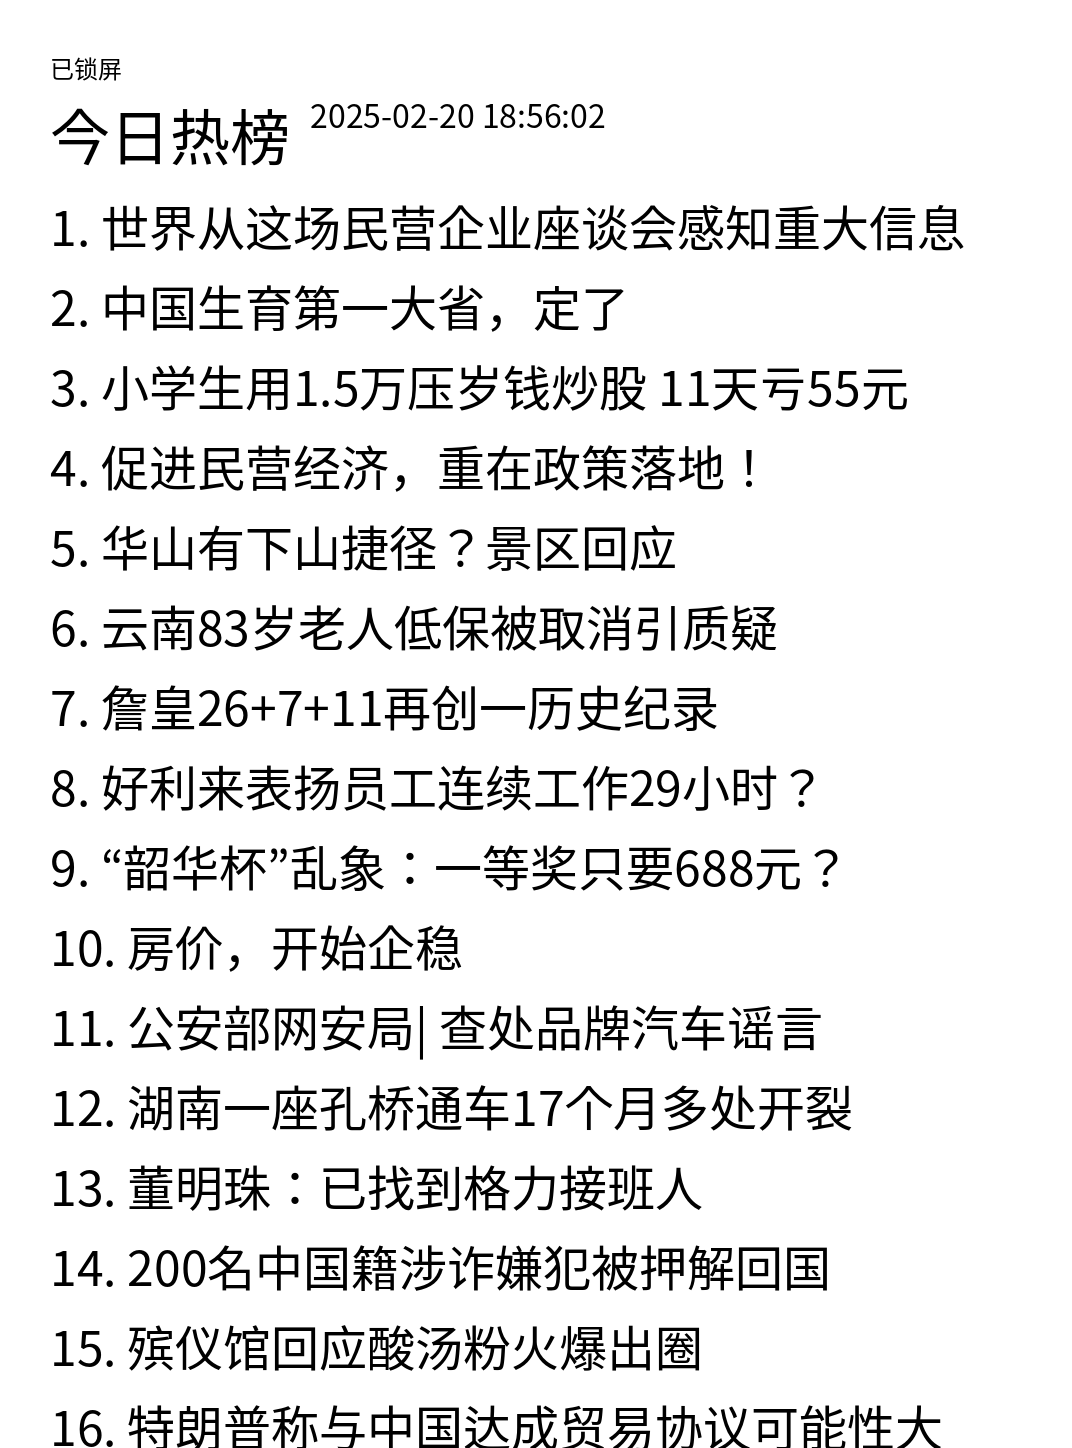 已锁屏
今日热榜 2025-02-20 18:56:02
1. 世界从这场民营企业座谈会感知重大信息
2. 中国生育第一大省，定了
3. 小学生用1.5万压岁钱炒股 11天亏55元
4. 促进民营经济，重在政策落地！
5. 华山有下山捷径？景区回应
6. 云南83岁老人低保被取消引质疑
7. 詹皇26+7+11再创一历史纪录
8. 好利来表扬员工连续工作29小时？
9. “韶华杯”乱象：一等奖只要688元？
10. 房价，开始企稳
11. 公安部网安局| 查处品牌汽车谣言
12. 湖南一座孔桥通车17个月多处开裂
13. 董明珠：已找到格力接班人
14. 200名中国籍涉诈嫌犯被押解回国
15. 殡仪馆回应酸汤粉火爆出圈
16. 特朗普称与中国达成贸易协议可能性大